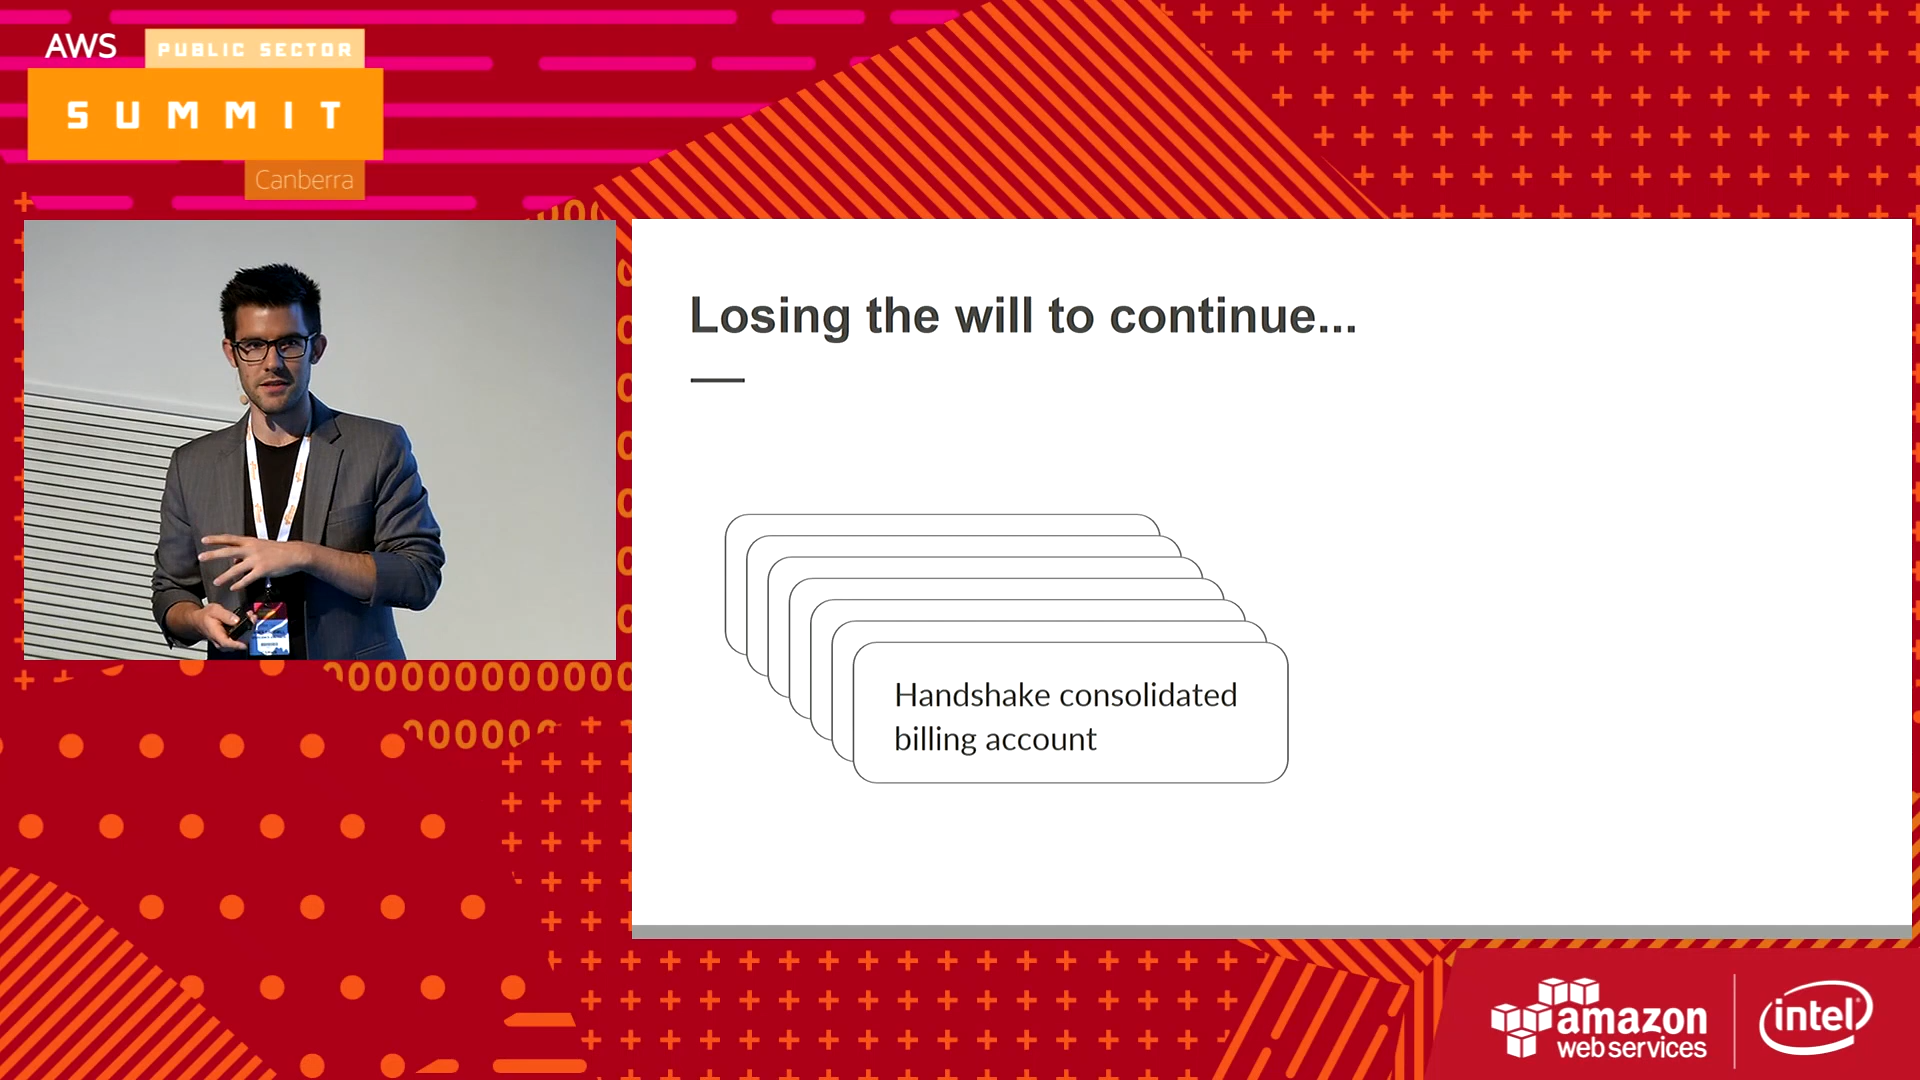 AWS
PUBLIC SECTOR
SUMMIT
Canberra
Losing the will to continue...
Handshake consolidated
billing account
amazon
web services
intel